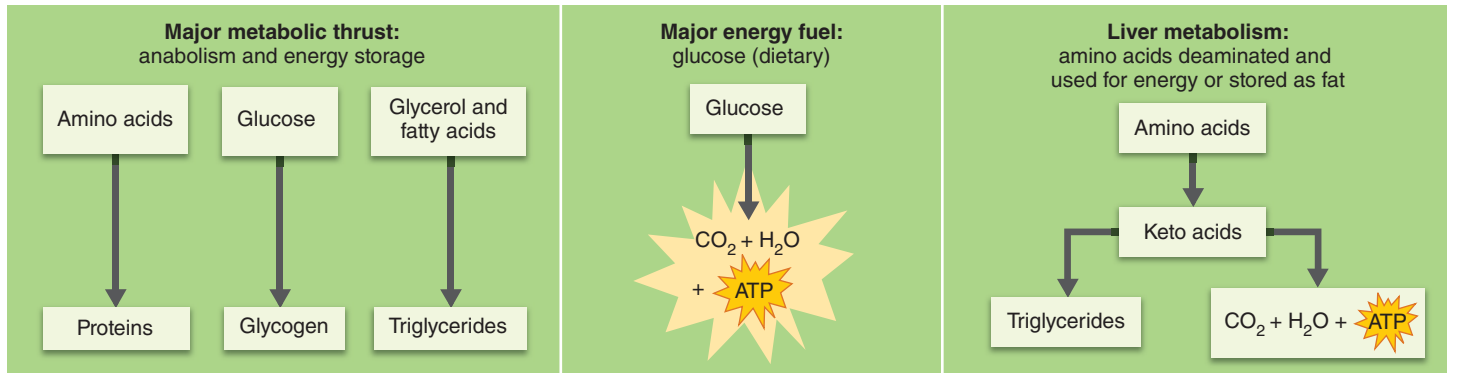 Major metabolic thrust:
anabolism and energy storage
Amino acids
Glucose
Glycerol and
fatty acids
Proteins
Glycogen
Triglycerides
Major energy fuel:
glucose (dietary)
Glucose
CO₂ + H₂O
+ ATP
Liver metabolism:
amino acids deaminated and
used for energy or stored as fat
Amino acids
Keto acids
Triglycerides
CO₂ + H₂O + ATP